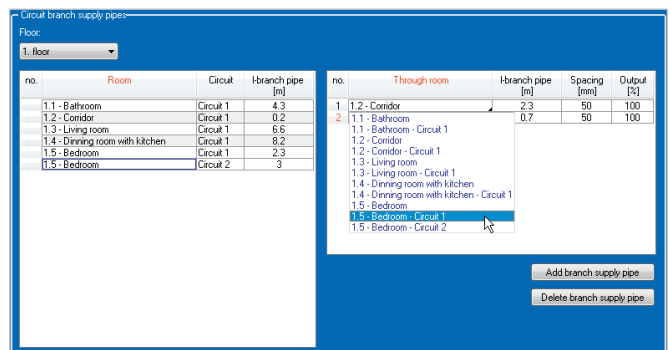 Circuit branch supply pipes
Floor:
1. floor
no. Room Circuit l-branch pipe [m]
1.1 - Bathroom Circuit 1 4.3
1.2 - Corridor Circuit 1 0.2
1.3 - Living room Circuit 1 6.6
1.4 - Dinning room with kitchen Circuit 1 8.2
1.5 - Bedroom Circuit 1 2.3
1.5 - Bedroom Circuit 2 3
no. Through room l-branch pipe [m] Spacing [mm] Output [%]
1 1.2 - Corridor 2.3 50 100
2 0.7 50 100
1.1 - Bathroom
1.1 - Bathroom - Circuit 1
1.2 - Corridor
1.2 - Corridor - Circuit 1
1.3 - Living room
1.3 - Living room - Circuit 1
1.4 - Dinning room with kitchen
1.4 - Dinning room with kitchen - Circuit 1
1.5 - Bedroom
1.5 - Bedroom - Circuit 1
1.5 - Bedroom - Circuit 2
Add branch supply pipe
Delete branch supply pipe